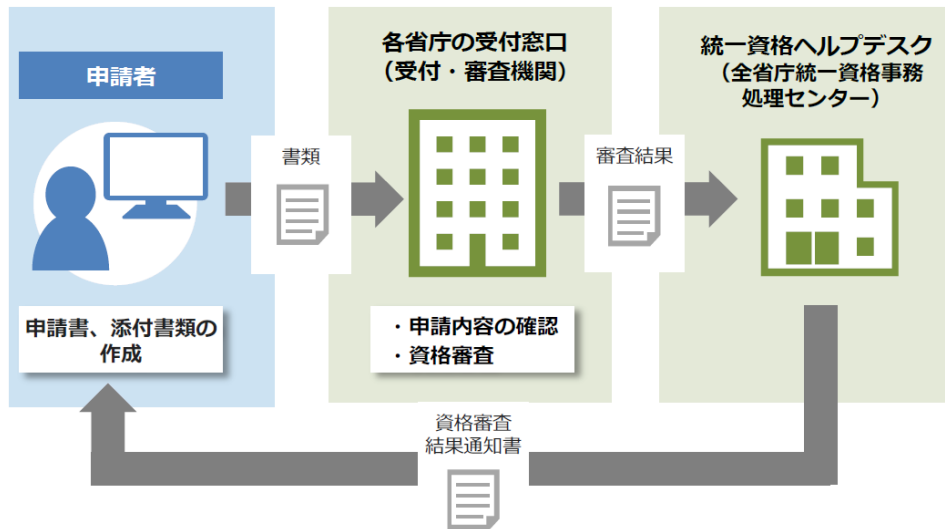 申請者
申請書、添付書類の
作成
書類
各省庁の受付窓口
（受付・審査機関）
・申請内容の確認
・資格審査
審査結果
統一資格ヘルプデスク
（全省庁統一資格事務
処理センター）
資格審査
結果通知書